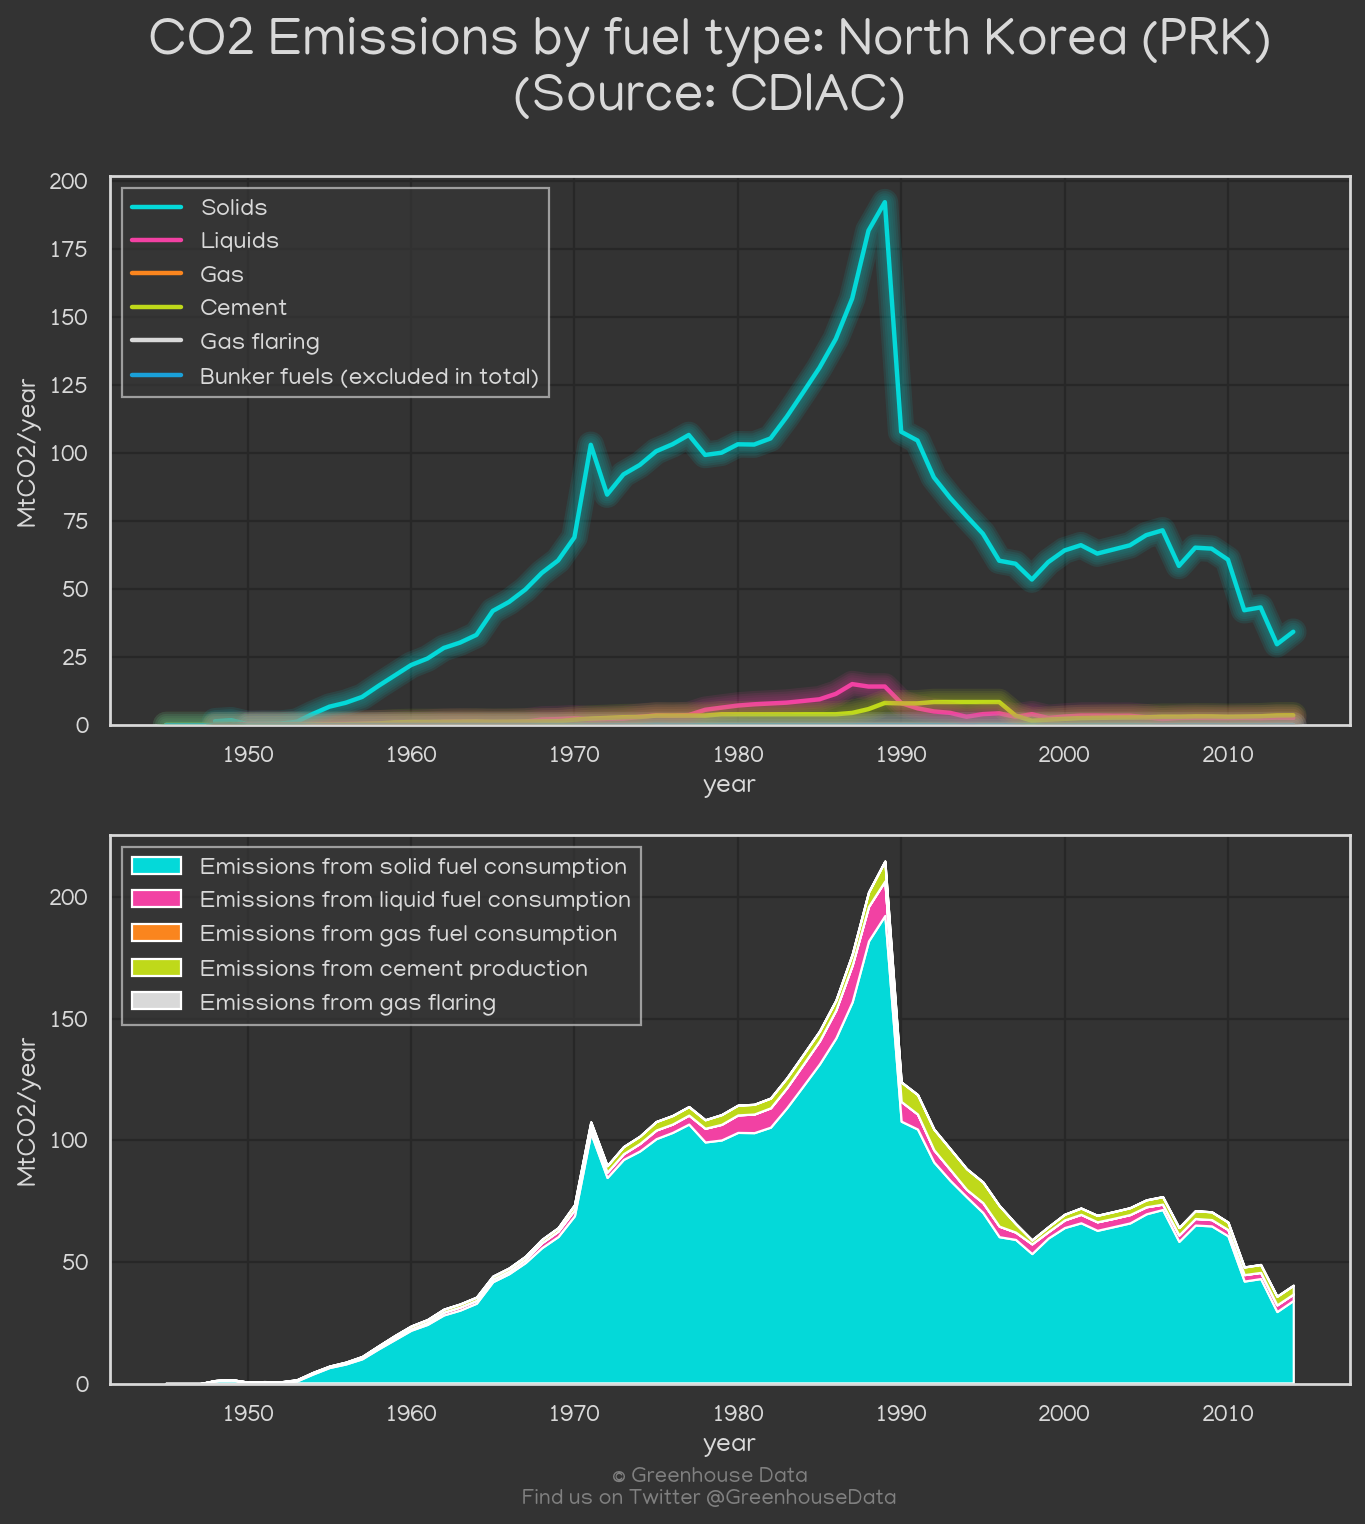 CO2 Emissions by fuel type: North Korea (PRK)
(Source: CDIAC)
200
175
150
125
100
75
50
25
0
MtCO2/year
Solids
Liquids
Gas
Cement
Gas flaring
Bunker fuels (excluded in total)
1950 1960 1970 1980 1990 2000 2010
year
200
150
100
50
0
MtCO2/year
Emissions from solid fuel consumption
Emissions from liquid fuel consumption
Emissions from gas fuel consumption
Emissions from cement production
Emissions from gas flaring
1950 1960 1970 1980 1990 2000 2010
year
© Greenhouse Data
Find us on Twitter @GreenhouseData